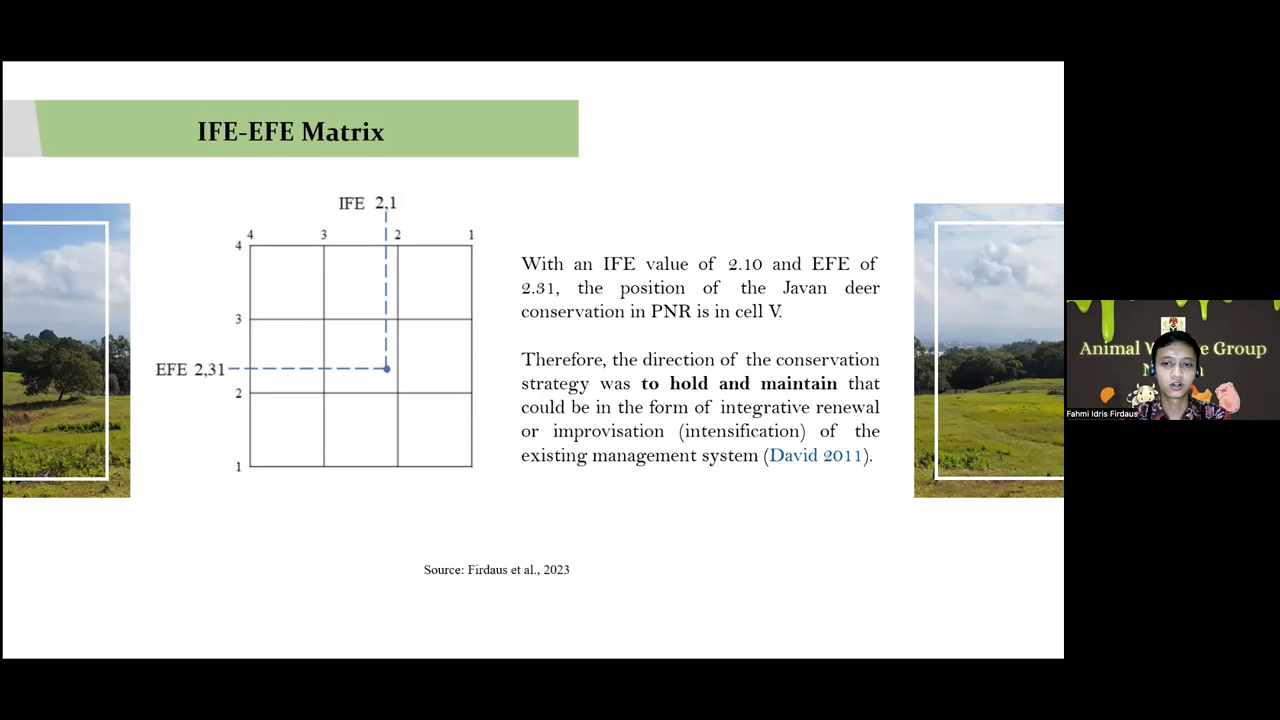 IFE-EFE Matrix
IFE 2,1
4 3 2 1
4
3
EFE 2,31
2
1
With an IFE value of 2.10 and EFE of
2.31, the position of the Javan deer
conservation in PNR is in cell V.
Therefore, the direction of the conservation
strategy was to hold and maintain that
could be in the form of integrative renewal
or improvisation (intensification) of the
existing management system (David 2011).
Source: Firdaus et al., 2023
Animal
Group
Fahmi Idris Firdaus